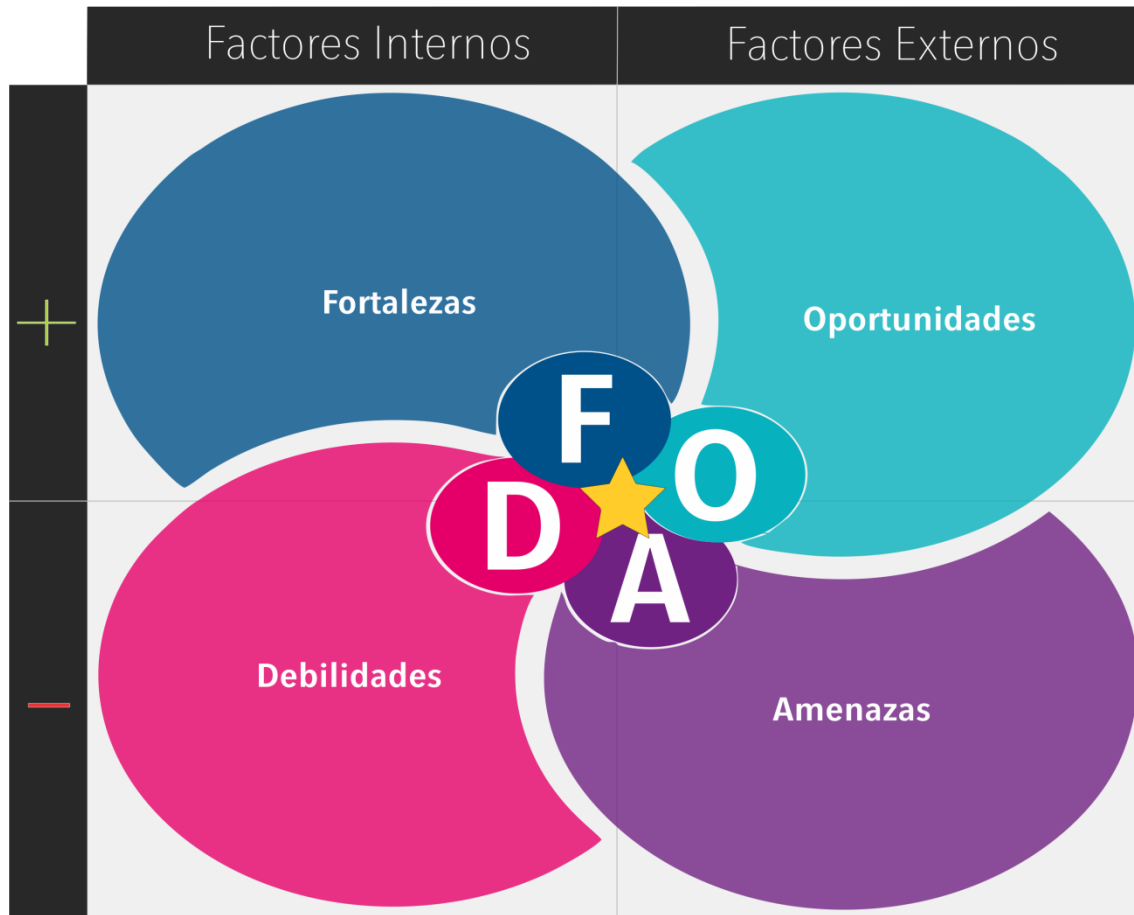 Factores Internos
Factores Externos
+
Fortalezas
Oportunidades
F
O
D
A
Debilidades
Amenazas
−